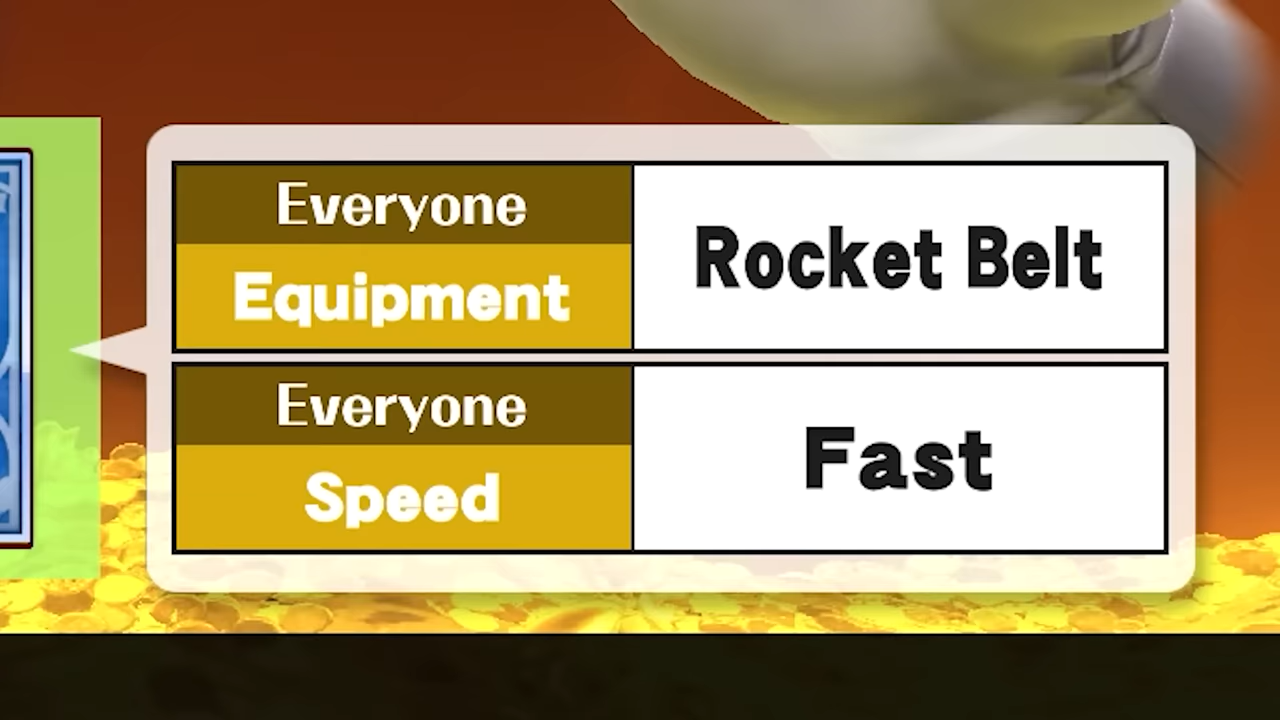 Everyone
Equipment
Rocket Belt
Everyone
Speed
Fast